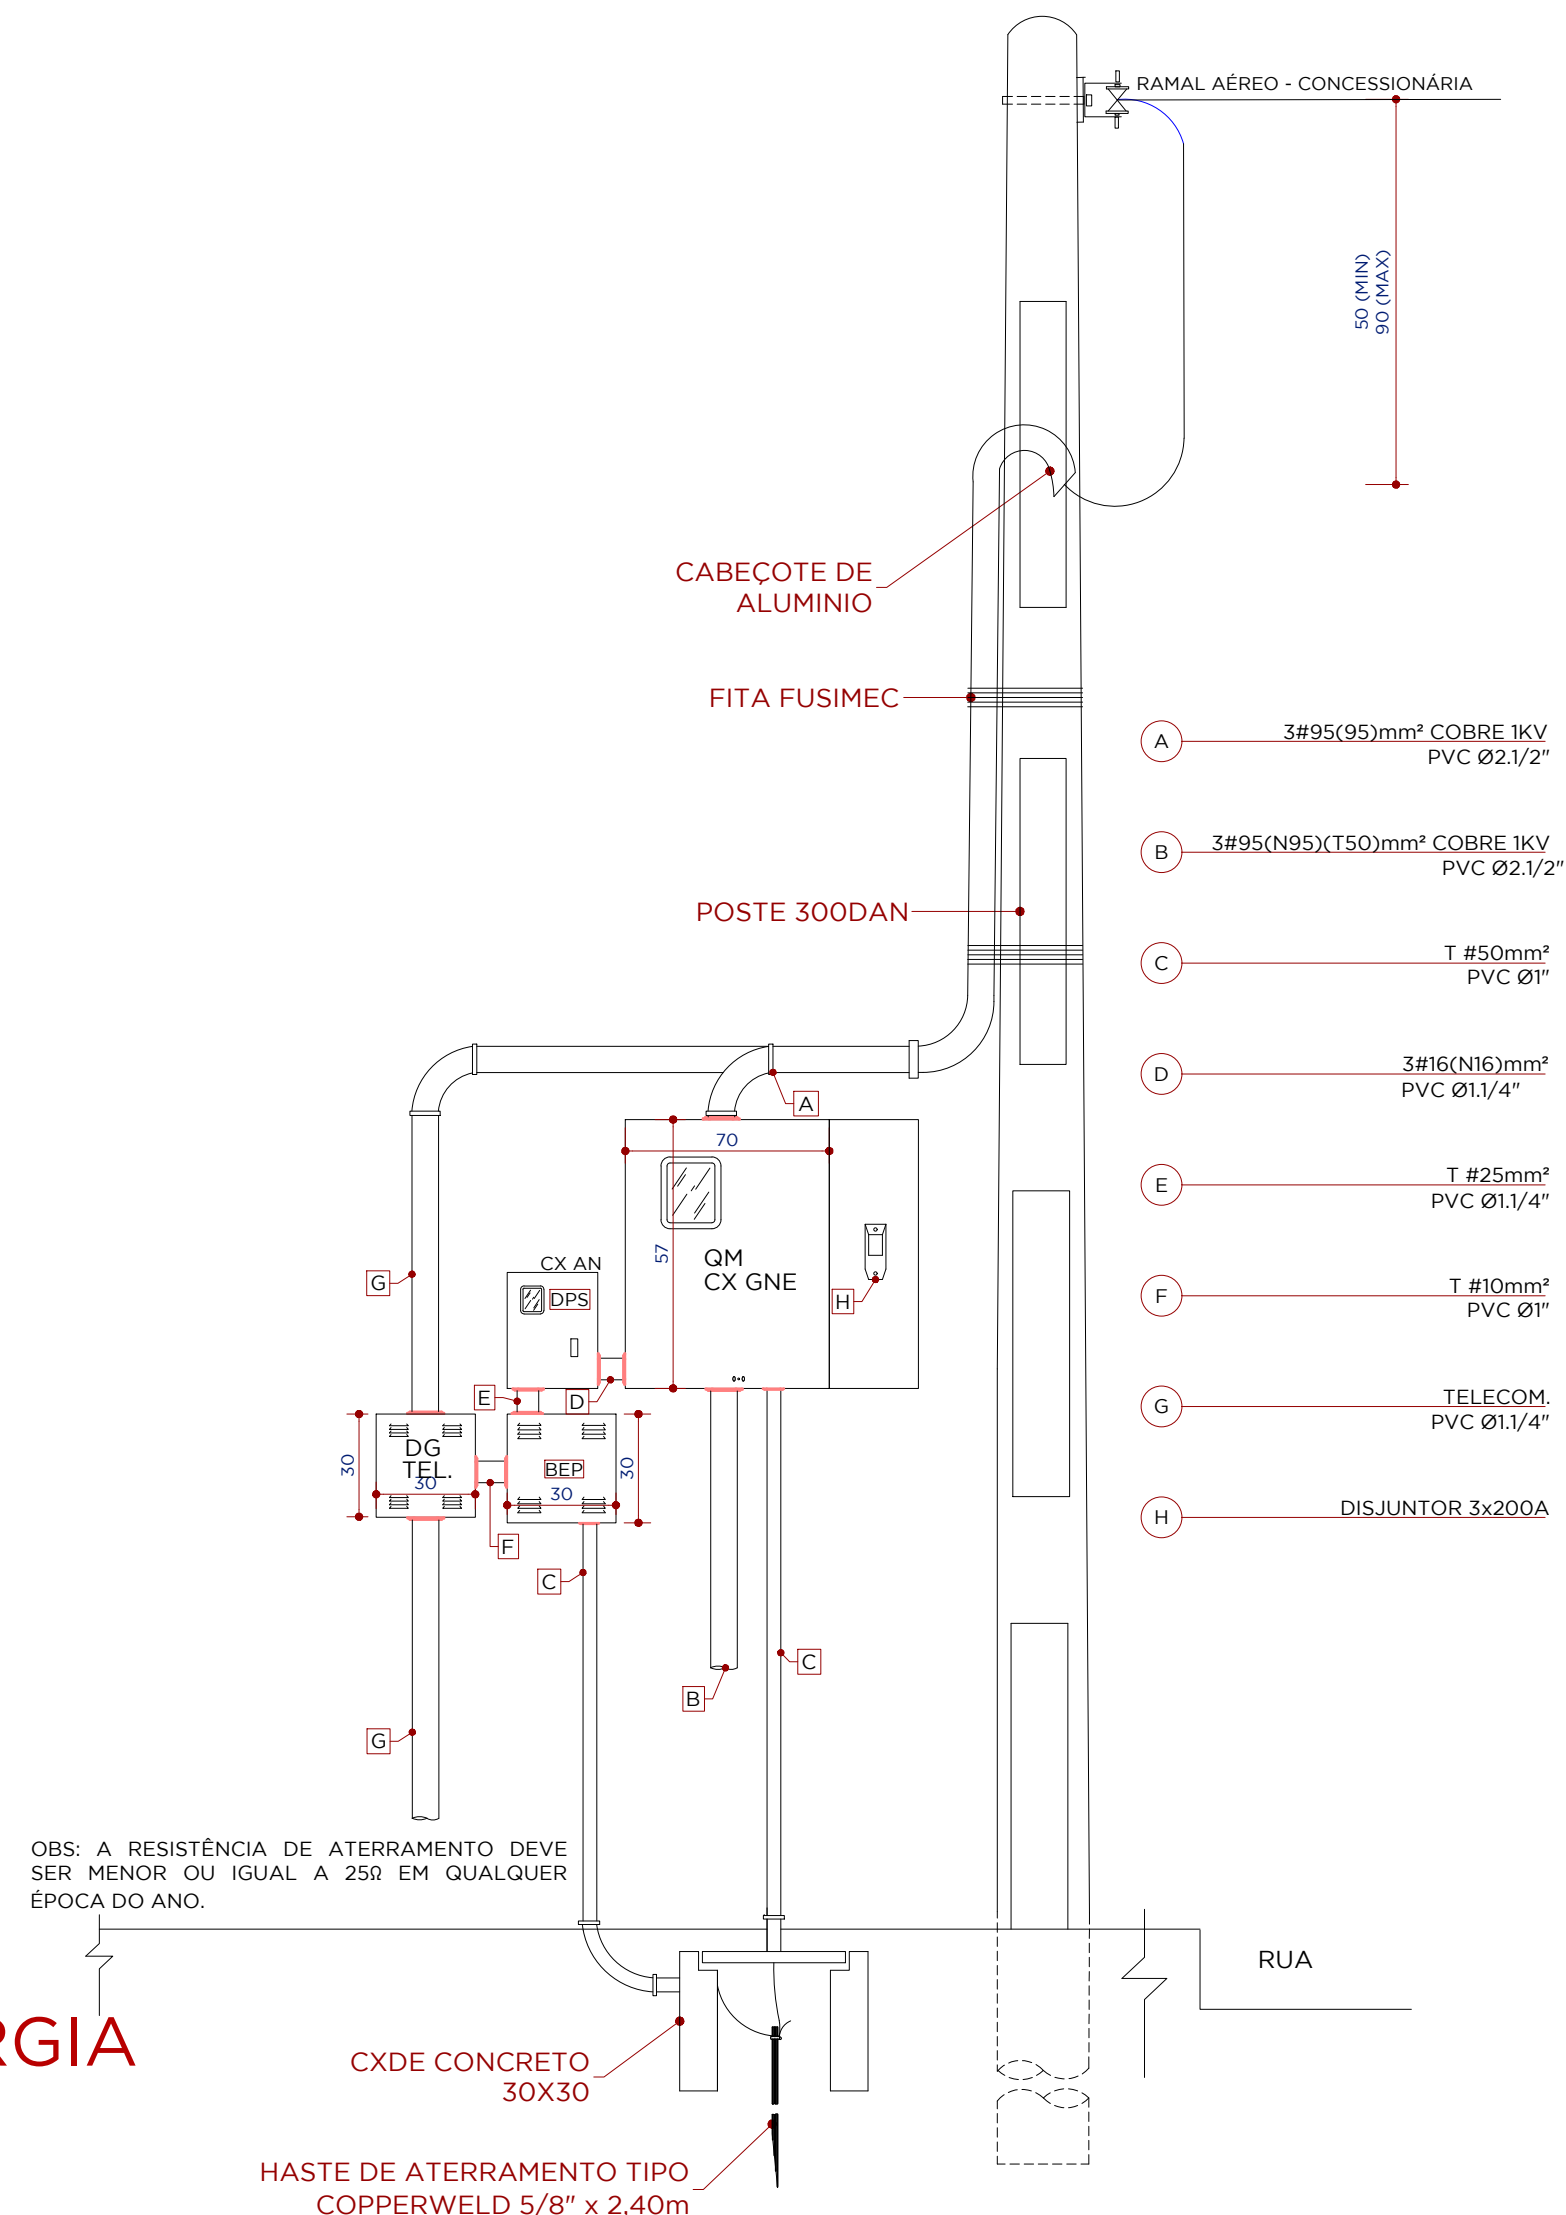 RAMAL AÉREO - CONCESSIONÁRIA
50 (MIN)
90 (MAX)
CABEÇOTE DE
ALUMINIO
FITA FUSIMEC
POSTE 300DAN
A
3#95(95)mm² COBRE 1KV
PVC Ø2.1/2"
B
3#95(N95)(T50)mm² COBRE 1KV
PVC Ø2.1/2"
C
T #50mm²
PVC Ø1"
D
3#16(N16)mm²
PVC Ø1.1/4"
E
T #25mm²
PVC Ø1.1/4"
F
T #10mm²
PVC Ø1"
G
TELECOM.
PVC Ø1.1/4"
H
DISJUNTOR 3x200A
A
70
57
QM
CX GNE
H
G
CX AN
DPS
E
D
30
DG
TEL.
30
BEP
30
30
F
C
C
B
G
OBS: A RESISTÊNCIA DE ATERRAMENTO DEVE
SER MENOR OU IGUAL A 25Ω EM QUALQUER
ÉPOCA DO ANO.
RUA
RGIA
CXDE CONCRETO
30X30
HASTE DE ATERRAMENTO TIPO
COPPERWELD 5/8" x 2,40m